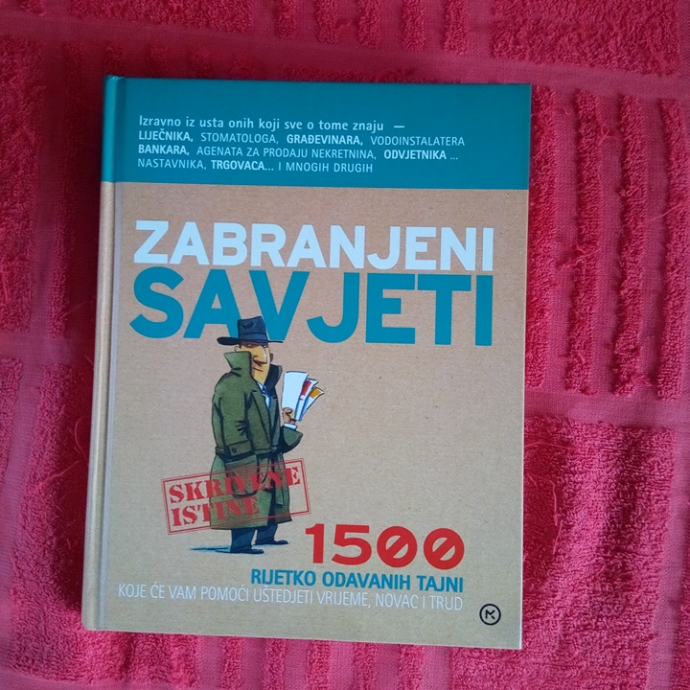 Izravno iz usta onih koji sve o tome znaju —
LIJEČNIKA, STOMATOLOGA, GRAĐEVINARA, VODOINSTALATERA
BANKARA, AGENATA ZA PRODAJU NEKRETNINA, ODVJETNIKA ...
NASTAVNIKA, TRGOVACA... I MNOGIH DRUGIH
ZABRANJENI
SAVJETI
SKRIVENE
ISTINE
1500
RIJETKO ODAVANIH TAJNI
KOJE ĆE VAM POMOĆI UŠTEDJETI VRIJEME, NOVAC I TRUD